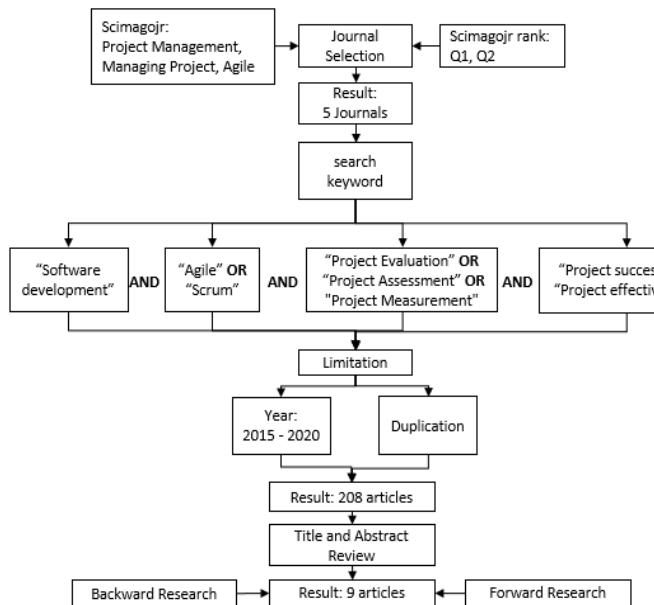 Scimagojr:
Project Management,
Managing Project, Agile
Journal
Selection
Scimagojr rank:
Q1, Q2
Result:
5 Journals
search
keyword
“Software
development”
AND
“Agile” OR
“Scrum”
AND
“Project Evaluation” OR
“Project Assessment” OR
"Project Measurement"
AND
“Project
“Project
Limitation
Year:
2015 - 2020
Duplication
Result: 208 articles
Title and Abstract
Review
Backward Research
Result: 9 articles
Forward Research